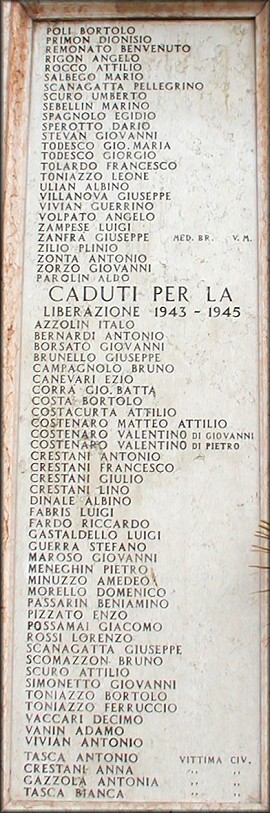 POLI BORTOLO
PRIMON DIONISIO
REMONATO BENVENUTO
RIGON ANGELO
ROCCO ATTILIO
SALBEGO MARIO
SCANAGATTA PELLEGRINO
SCURO UMBERTO
SEBELLIN MARINO
SPAGNOLO EGIDIO
SPEROTTO DARIO
STEVAN GIOVANNI
TODESCO GIO. MARIA
TODESCO GIORGIO
TOLARDO FRANCESCO
TONIAZZO LEONE
ULIAN ALBINO
VILLANOVA GIUSEPPE
VIVIAN GUERRINO
VOLPATO ANGELO
ZAMPESE LUIGI
ZANFRA GIUSEPPE MED. BR. V. M.
ZILIO PLINIO
ZONTA ANTONIO
ZORZO GIOVANNI
PAROLIN ALDO
CADUTI PER LA
LIBERAZIONE 1943 - 1945
AZZOLIN ITALO
BERNARDI ANTONIO
BORSATO GIOVANNI
BRUNELLO GIUSEPPE
CAMPAGNOLO BRUNO
CANEVARI EZIO
CORRA GIO. BATTA
COSTA BORTOLO
COSTACURTA ATTILIO
COSTENARO MATTEO ATTILIO
COSTENARO VALENTINO DI GIOVANNI
COSTENARO VALENTINO DI PIETRO
CRESTANI ANTONIO
CRESTANI FRANCESCO
CRESTANI GIULIO
CRESTANI LINO
DINALE ALBINO
FABRIS LUIGI
FARDO RICCARDO
GASTALDELLO LUIGI
GUERRA STEFANO
MAROSO GIOVANNI
MENEGHIN PIETRO
MINUZZO AMEDEO
MORELLO DOMENICO
PASSARIN BENIAMINO
PIZZATO ENZO
POSSAMAI GIACOMO
ROSSI LORENZO
SCANAGATTA GIUSEPPE
SCOMAZZON BRUNO
SCURO ATTILIO
SIMONETTO GIOVANNI
TONIAZZO BORTOLO
TONIAZZO FERRUCCIO
VACCARI DECIMO
VANIN ADAMO
VIVIAN ANTONIO
TASCA ANTONIO VITTIMA CIV.
CRESTANI ANNA " "
GAZZOLA ANTONIA " "
TASCA BIANCA " "